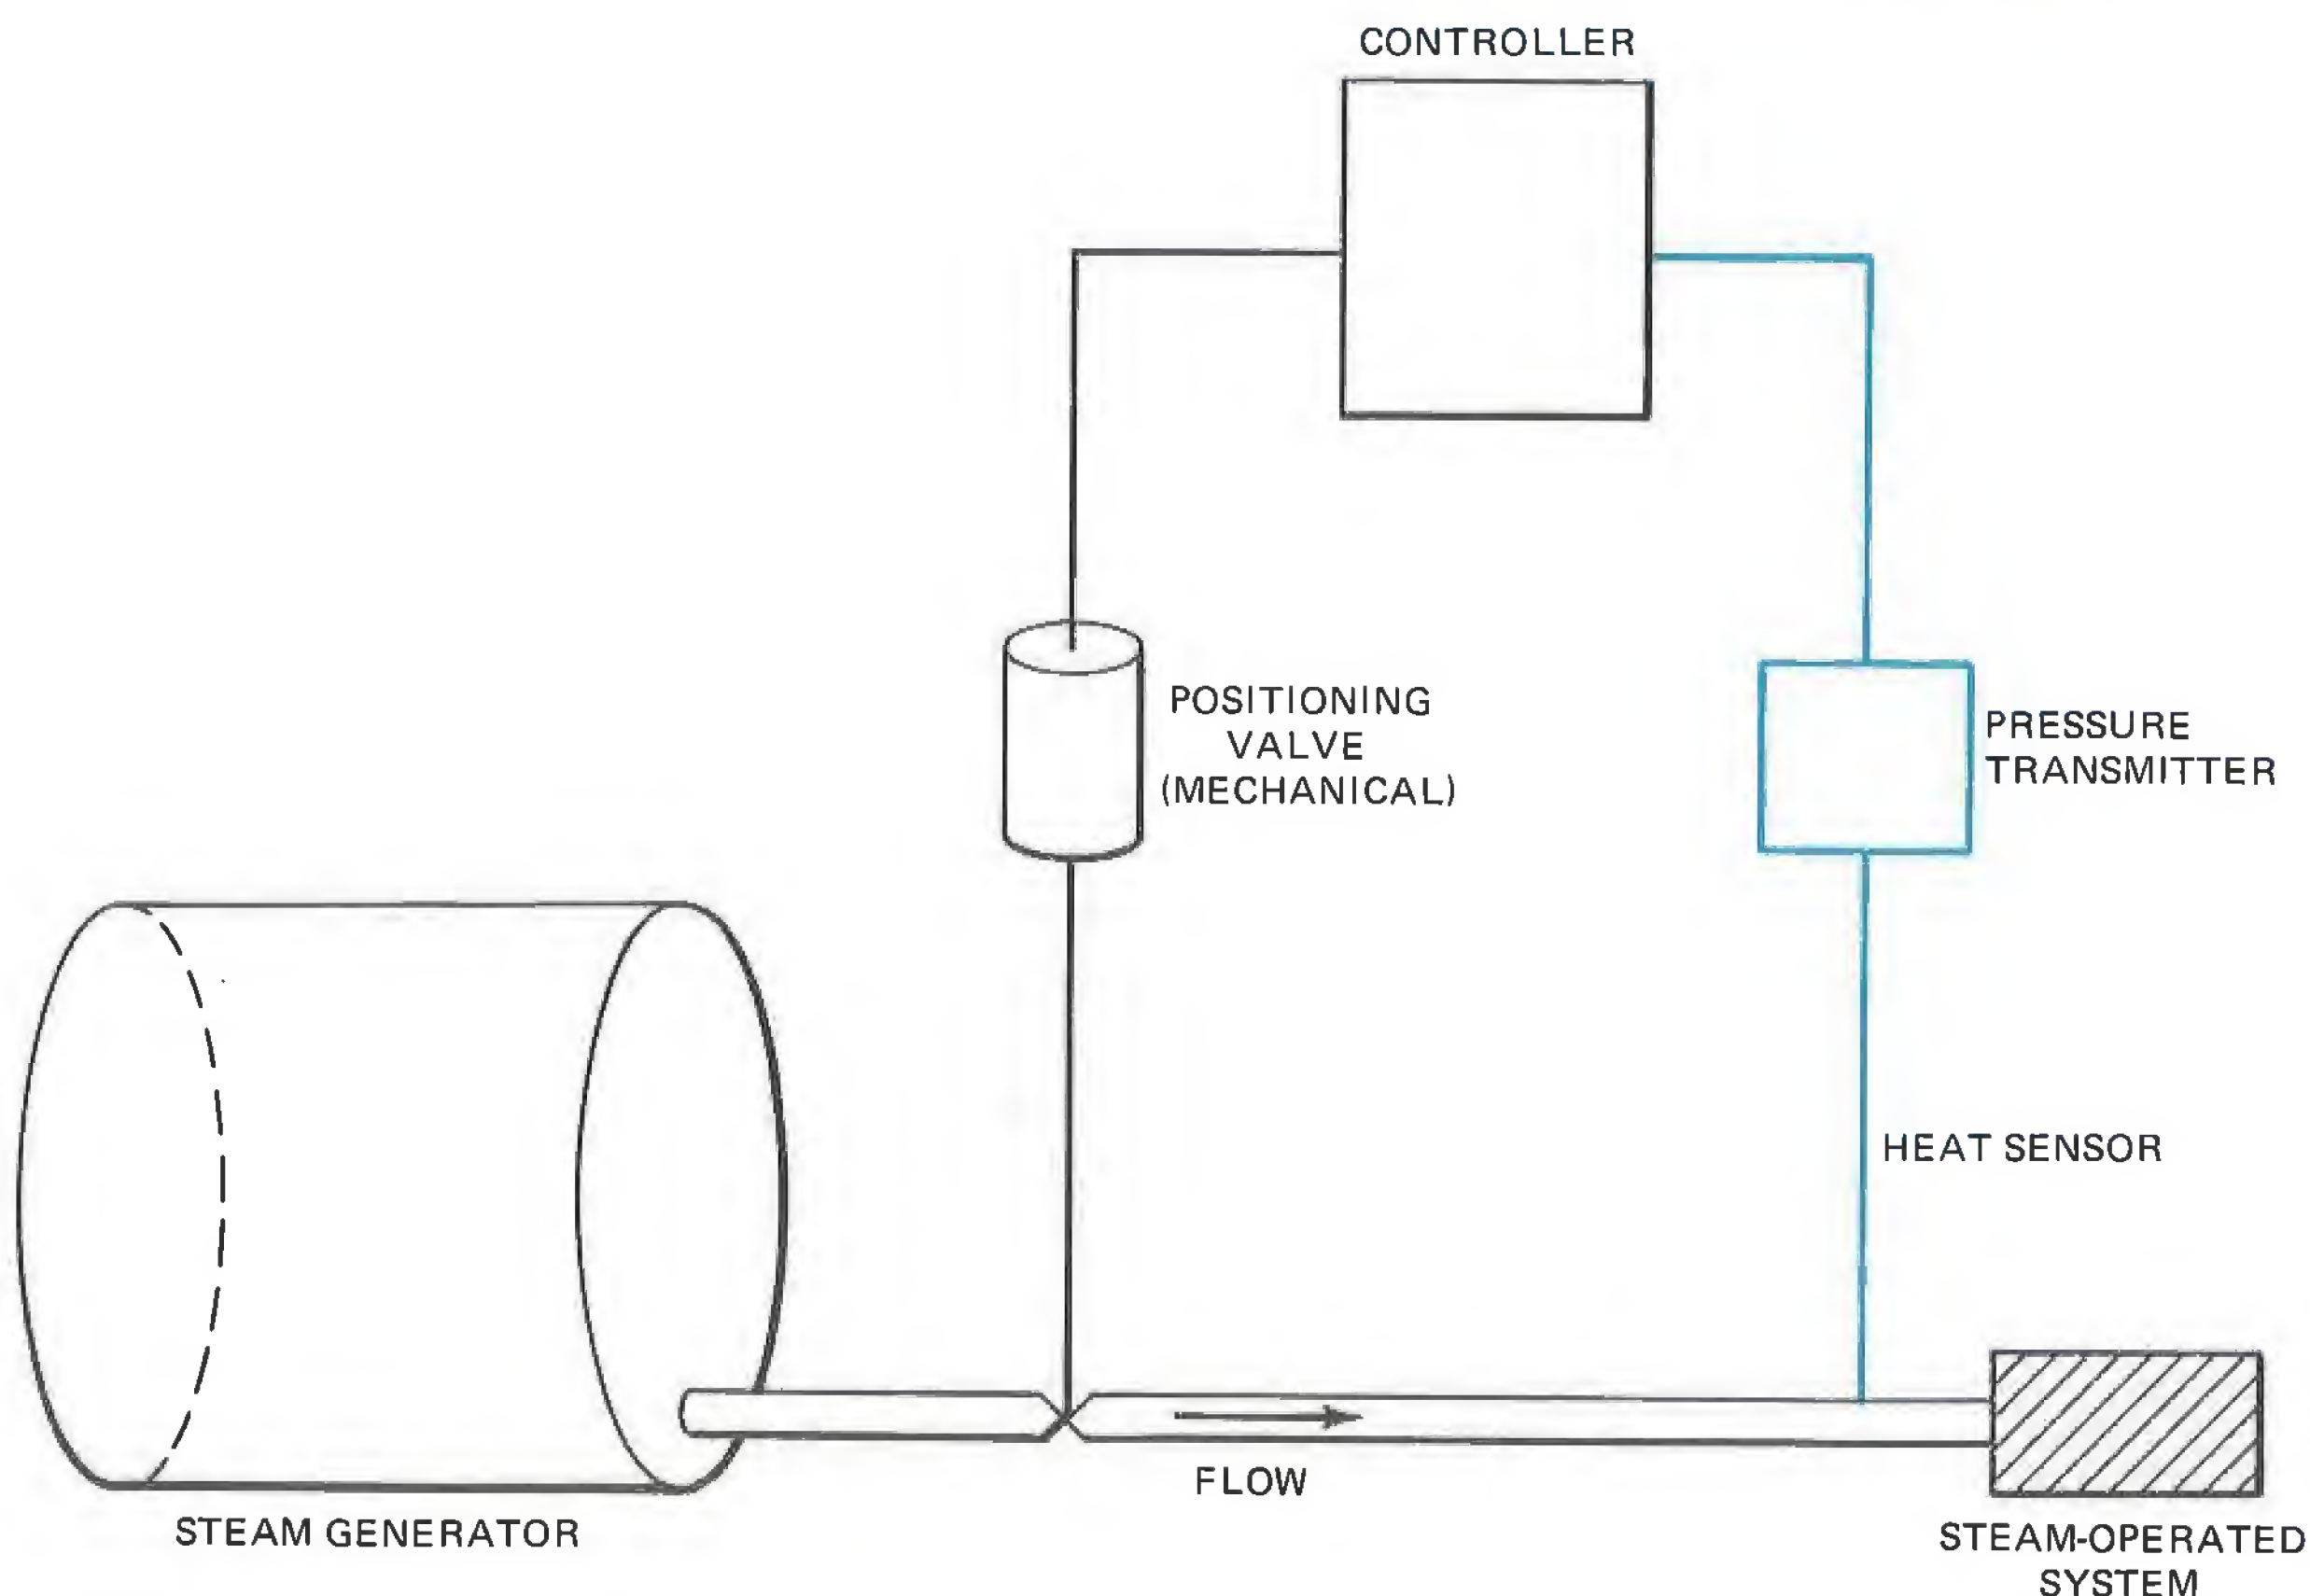 CONTROLLER
POSITIONING
VALVE
(MECHANICAL)
PRESSURE
TRANSMITTER
HEAT SENSOR
FLOW
STEAM GENERATOR
STEAM-OPERATED
SYSTEM